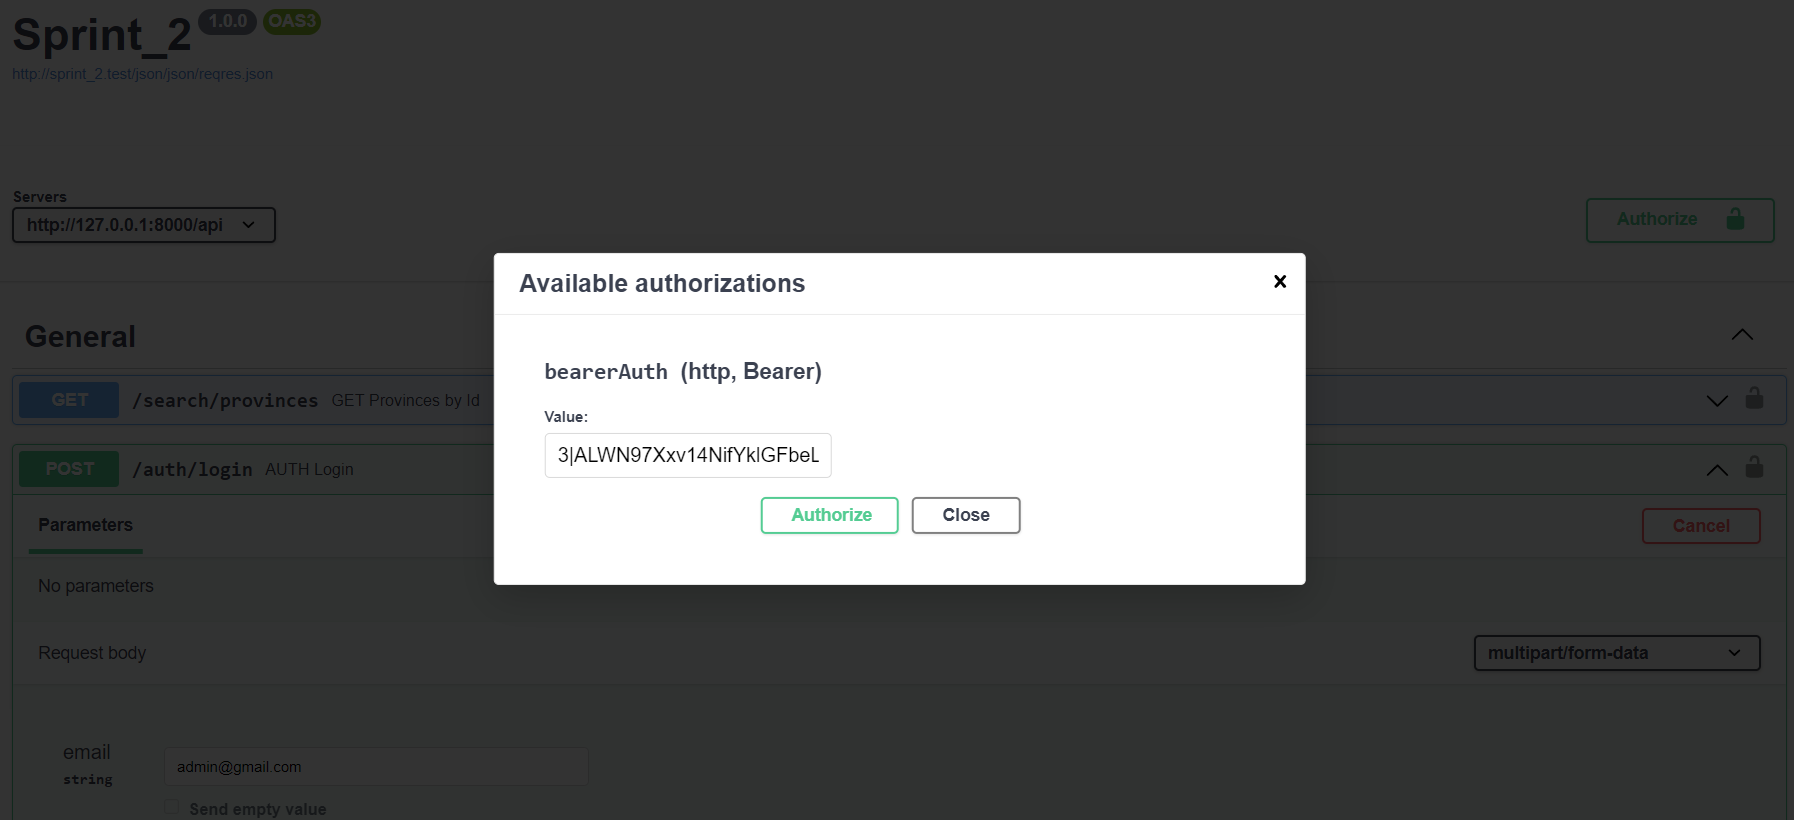 Sprint_2 1.0.0 OAS3
http://sprint_2.test/json/json/reqres.json
Servers
http://127.0.0.1:8000/api
Authorize
Available authorizations
General
bearerAuth (http, Bearer)
GET /search/provinces GET Provinces by Id
Value:
3|ALWN97Xxv14NifYklGFbeL
POST /auth/login AUTH Login
Authorize Close
Parameters
Cancel
No parameters
Request body
multipart/form-data
email
string
admin@gmail.com
Send empty value